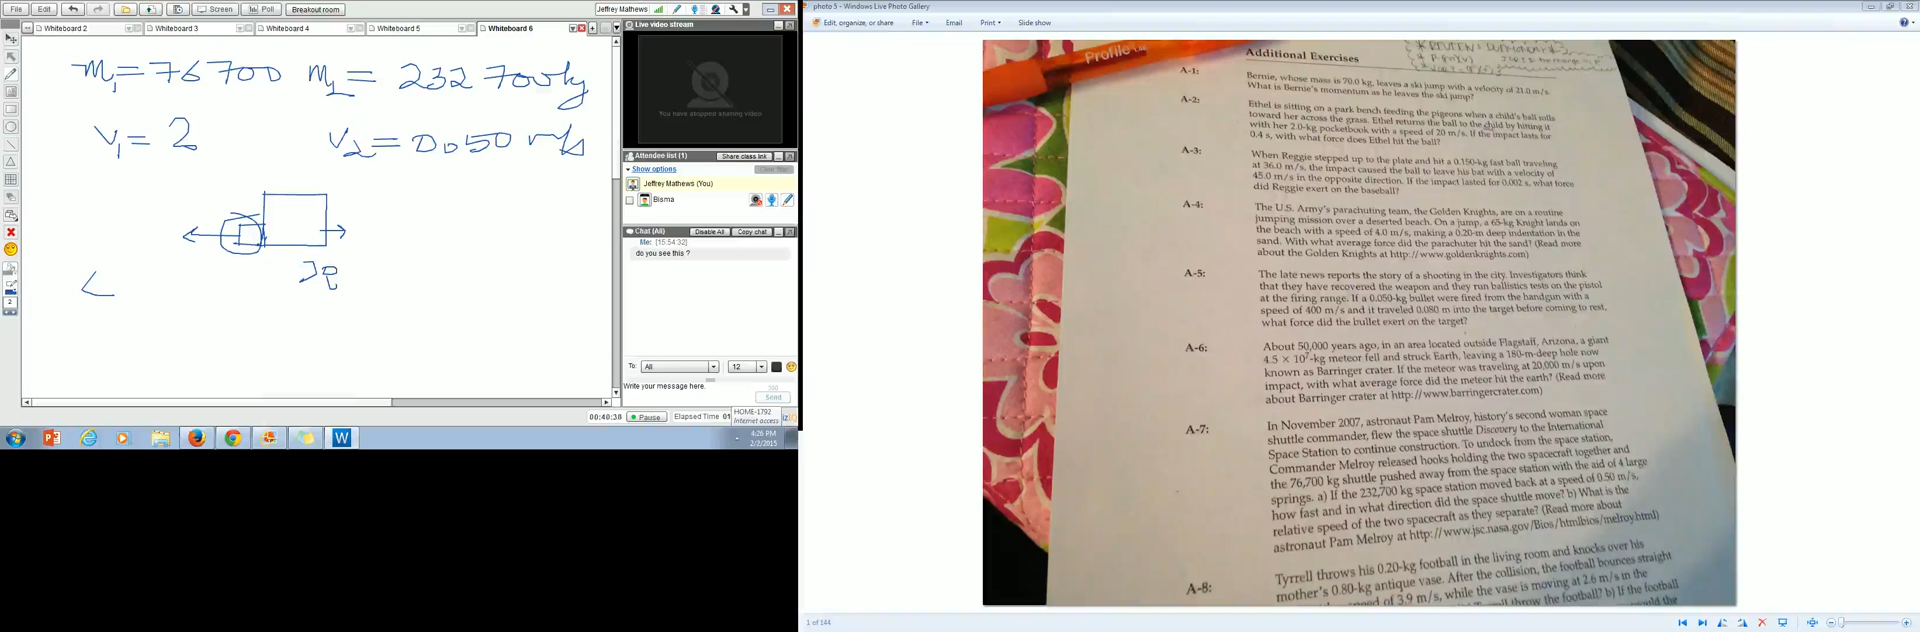 File Edit Screen Poll Breakout room Jeffrey Mathews
Whiteboard 2 Whiteboard 3 Whiteboard 4 Whiteboard 5 Whiteboard 6
m₁=76700 m₂= 232 700kg
V₁= 2 V₂= 0.050 m/s
Live video stream
You have stopped sharing video
Attendee list (1) Share class link
Show options
Jeffrey Mathews (You)
Bisma
Chat (All) Disable All Copy chat
Me: [15:54:32]
do you see this ?
To: All 12
Write your message here.
Send
00:40:38 Pause Elapsed Time
HOME-1792
Internet access
4:26 PM
2/2/2015
photo 5 - Windows Live Photo Gallery
Edit, organize, or share File Email Print Slide show
Profile
Additional Exercises
A-1: Bernie, whose mass is 70.0 kg, leaves a ski jump with a velocity of 21.0 m/s.
What is Bernie's momentum as he leaves the ski jump?
A-2: Ethel is sitting on a park bench feeding the pigeons when a child's ball rolls
toward her across the grass. Ethel returns the ball to the child by hitting it
with her 2.0-kg pocketbook with a speed of 20 m/s. If the impact lasts for
0.4 s, with what force does Ethel hit the ball?
A-3: When Reggie stepped up to the plate and hit a 0.150-kg fast ball traveling
at 36.0 m/s, the impact caused the ball to leave his bat with a velocity of
45.0 m/s in the opposite direction. If the impact lasted for 0.002 s, what force
did Reggie exert on the baseball?
A-4: The U.S. Army's parachuting team, the Golden Knights, are on a routine
jumping mission over a deserted beach. On a jump, a 65-kg Knight lands on
the beach with a speed of 4.0 m/s, making a 0.20-m deep indentation in the
sand. With what average force did the parachuter hit the sand? (Read more
about the Golden Knights at http://www.goldenknights.com)
A-5: The late news reports the story of a shooting in the city. Investigators think
that they have recovered the weapon and they run ballistics tests on the pistol
at the firing range. If a 0.050-kg bullet were fired from the handgun with a
speed of 400 m/s and it traveled 0.080 m into the target before coming to rest,
what force did the bullet exert on the target?
A-6: About 50,000 years ago, in an area located outside Flagstaff, Arizona, a giant
4.5 × 10⁷-kg meteor fell and struck Earth, leaving a 180-m-deep hole now
known as Barringer crater. If the meteor was traveling at 20,000 m/s upon
impact, with what average force did the meteor hit the earth? (Read more
about Barringer crater at http://www.barringercrater.com)
A-7: In November 2007, astronaut Pam Melroy, history's second woman space
shuttle commander, flew the space shuttle Discovery to the International
Space Station to continue construction. To undock from the space station,
Commander Melroy released hooks holding the two spacecraft together and
the 76,700 kg shuttle pushed away from the space station with the aid of 4 large
springs. a) If the 232,700 kg space station moved back at a speed of 0.50 m/s,
how fast and in what direction did the space shuttle move? b) What is the
relative speed of the two spacecraft as they separate? (Read more about
astronaut Pam Melroy at http://www.jsc.nasa.gov/Bios/htmlbios/melroy.html)
A-8: Tyrrell throws his 0.20-kg football in the living room and knocks over his
mother's 0.80-kg antique vase. After the collision, the football bounces straight
speed of 3.9 m/s, while the vase is moving at 2.6 m/s in the
throw the football? b) If the football
1 of 144